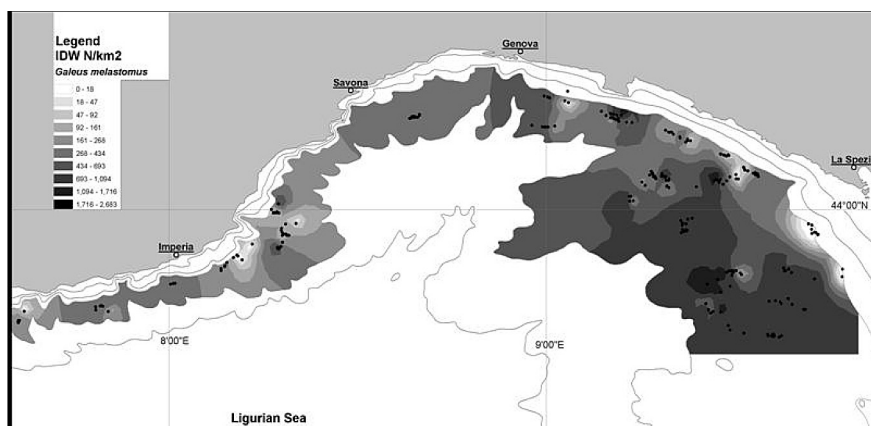 Legend
IDW N/km2
Galeus melastomus
0 - 18
18 - 47
47 - 92
92 - 161
161 - 268
268 - 434
434 - 693
693 - 1,094
1,094 - 1,716
1,716 - 2,683
Genova
Savona
La Spezi
44°00'N
Imperia
8'00"E
9'00"E
Ligurian Sea